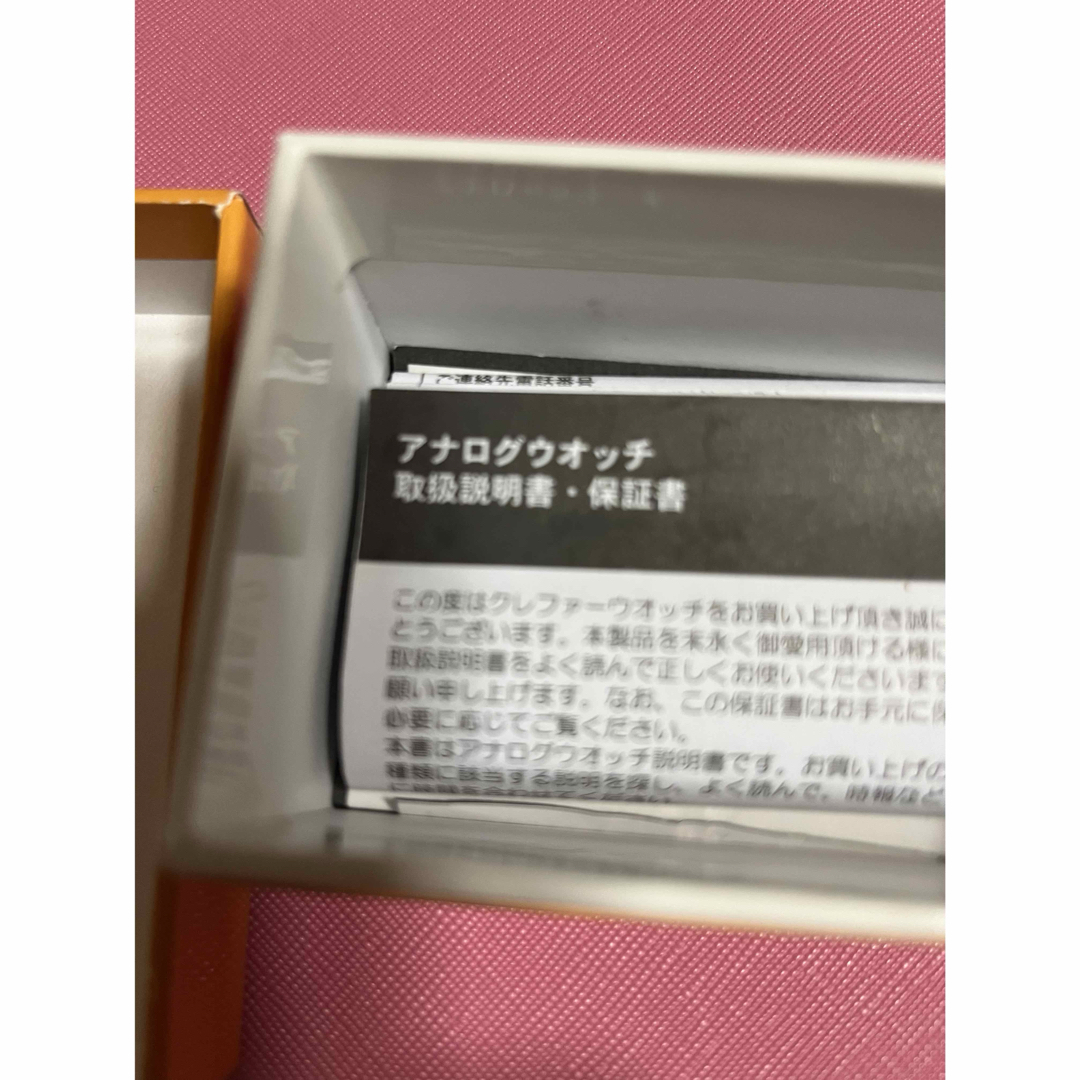 ご連絡先電話番号
アナログウオッチ
取扱説明書・保証書
この度はクレファーウオッチをお買い上げ頂き誠に
とうございます。本製品を末永く御愛用頂ける様に
取扱説明書をよく読んで正しくお使いくださいます
願い申し上げます。なお、この保証書はお手元に保
必要に応じてご覧ください。
本書はアナログウオッチ説明書です。お買い上げの
種類に該当する説明を探し、よく読んで、時報など